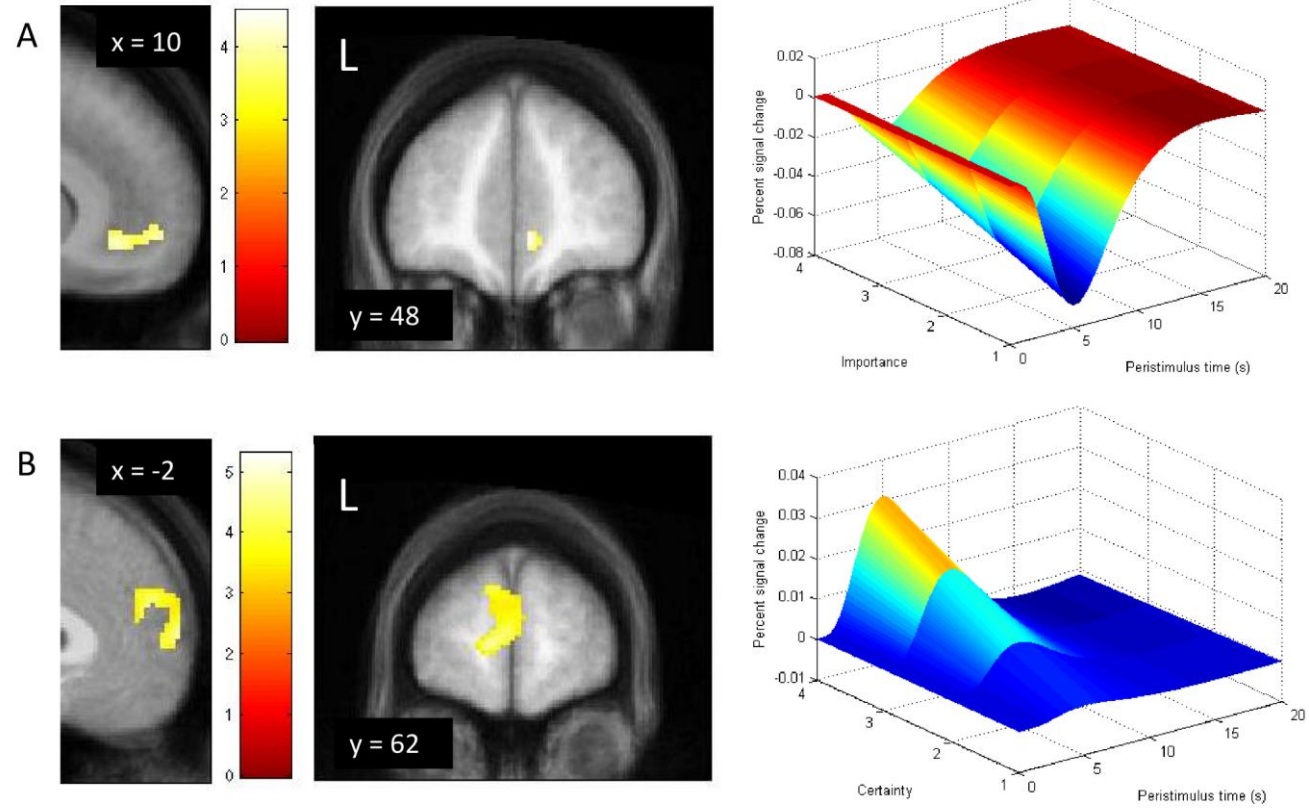 A
x = 10
4
3
2
1
0
L
y = 48
Percent signal change
0.02
0
-0.02
-0.04
-0.06
-0.08
4
3
2
1
Importance
0
5
10
15
20
Peristimulus time (s)
B
x = -2
5
4
3
2
1
0
L
y = 62
Percent signal change
0.04
0.03
0.02
0.01
0
-0.01
4
3
2
1
Certainty
0
5
10
15
20
Peristimulus time (s)